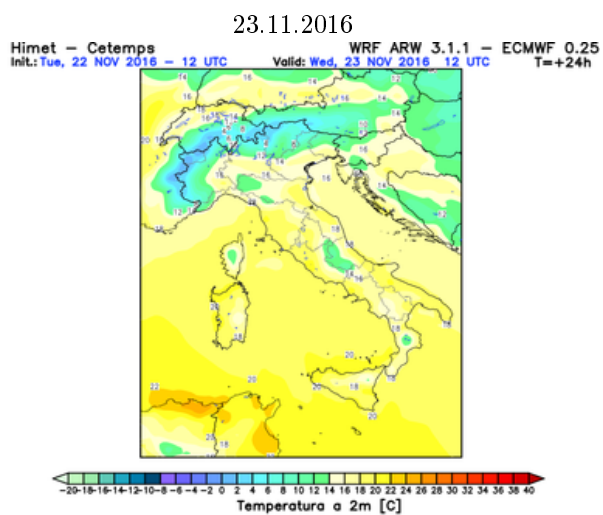 23.11.2016
Himet – Cetemps WRF ARW 3.1.1 – ECMWF 0.25
Init.: Tue, 22 NOV 2016 – 12 UTC Valid: Wed, 23 NOV 2016 12 UTC T=+24h
-20 -18 -16 -14 -12 -10 -8 -6 -4 -2 0 2 4 6 8 10 12 14 16 18 20 22 24 26 28 30 32 34 36 38 40
Temperatura a 2m [C]